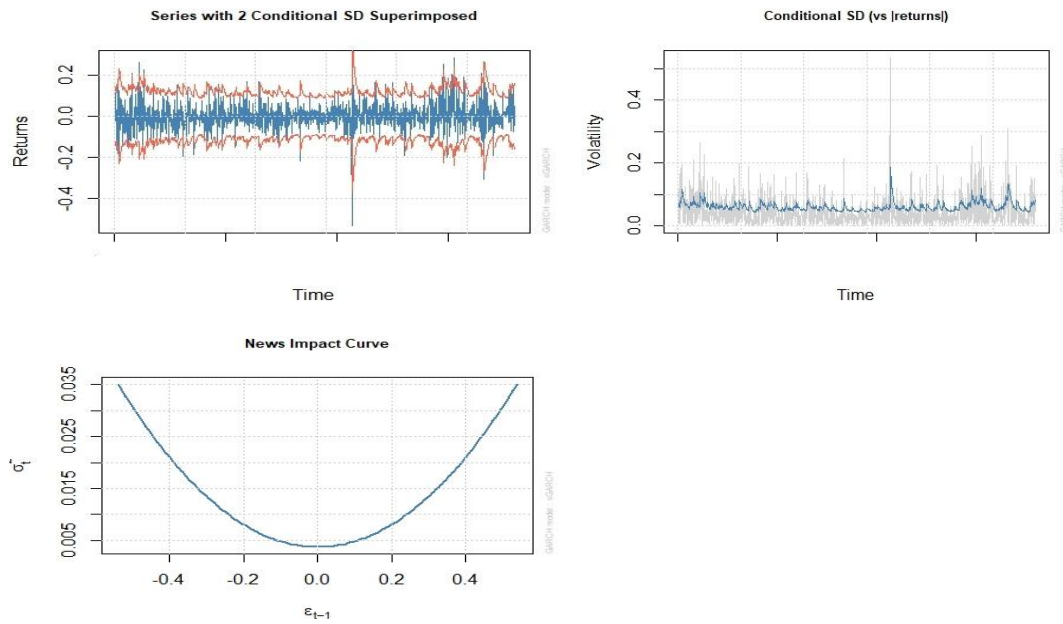 Series with 2 Conditional SD Superimposed
Returns
0.2
0.0
-0.2
-0.4
GARCH model : sGARCH
Time
Conditional SD (vs |returns|)
Volatility
0.4
0.2
0.0
Time
News Impact Curve
0.035
0.025
0.015
0.005
-0.4 -0.2 0.0 0.2 0.4
GARCH model : sGARCH
εt−1